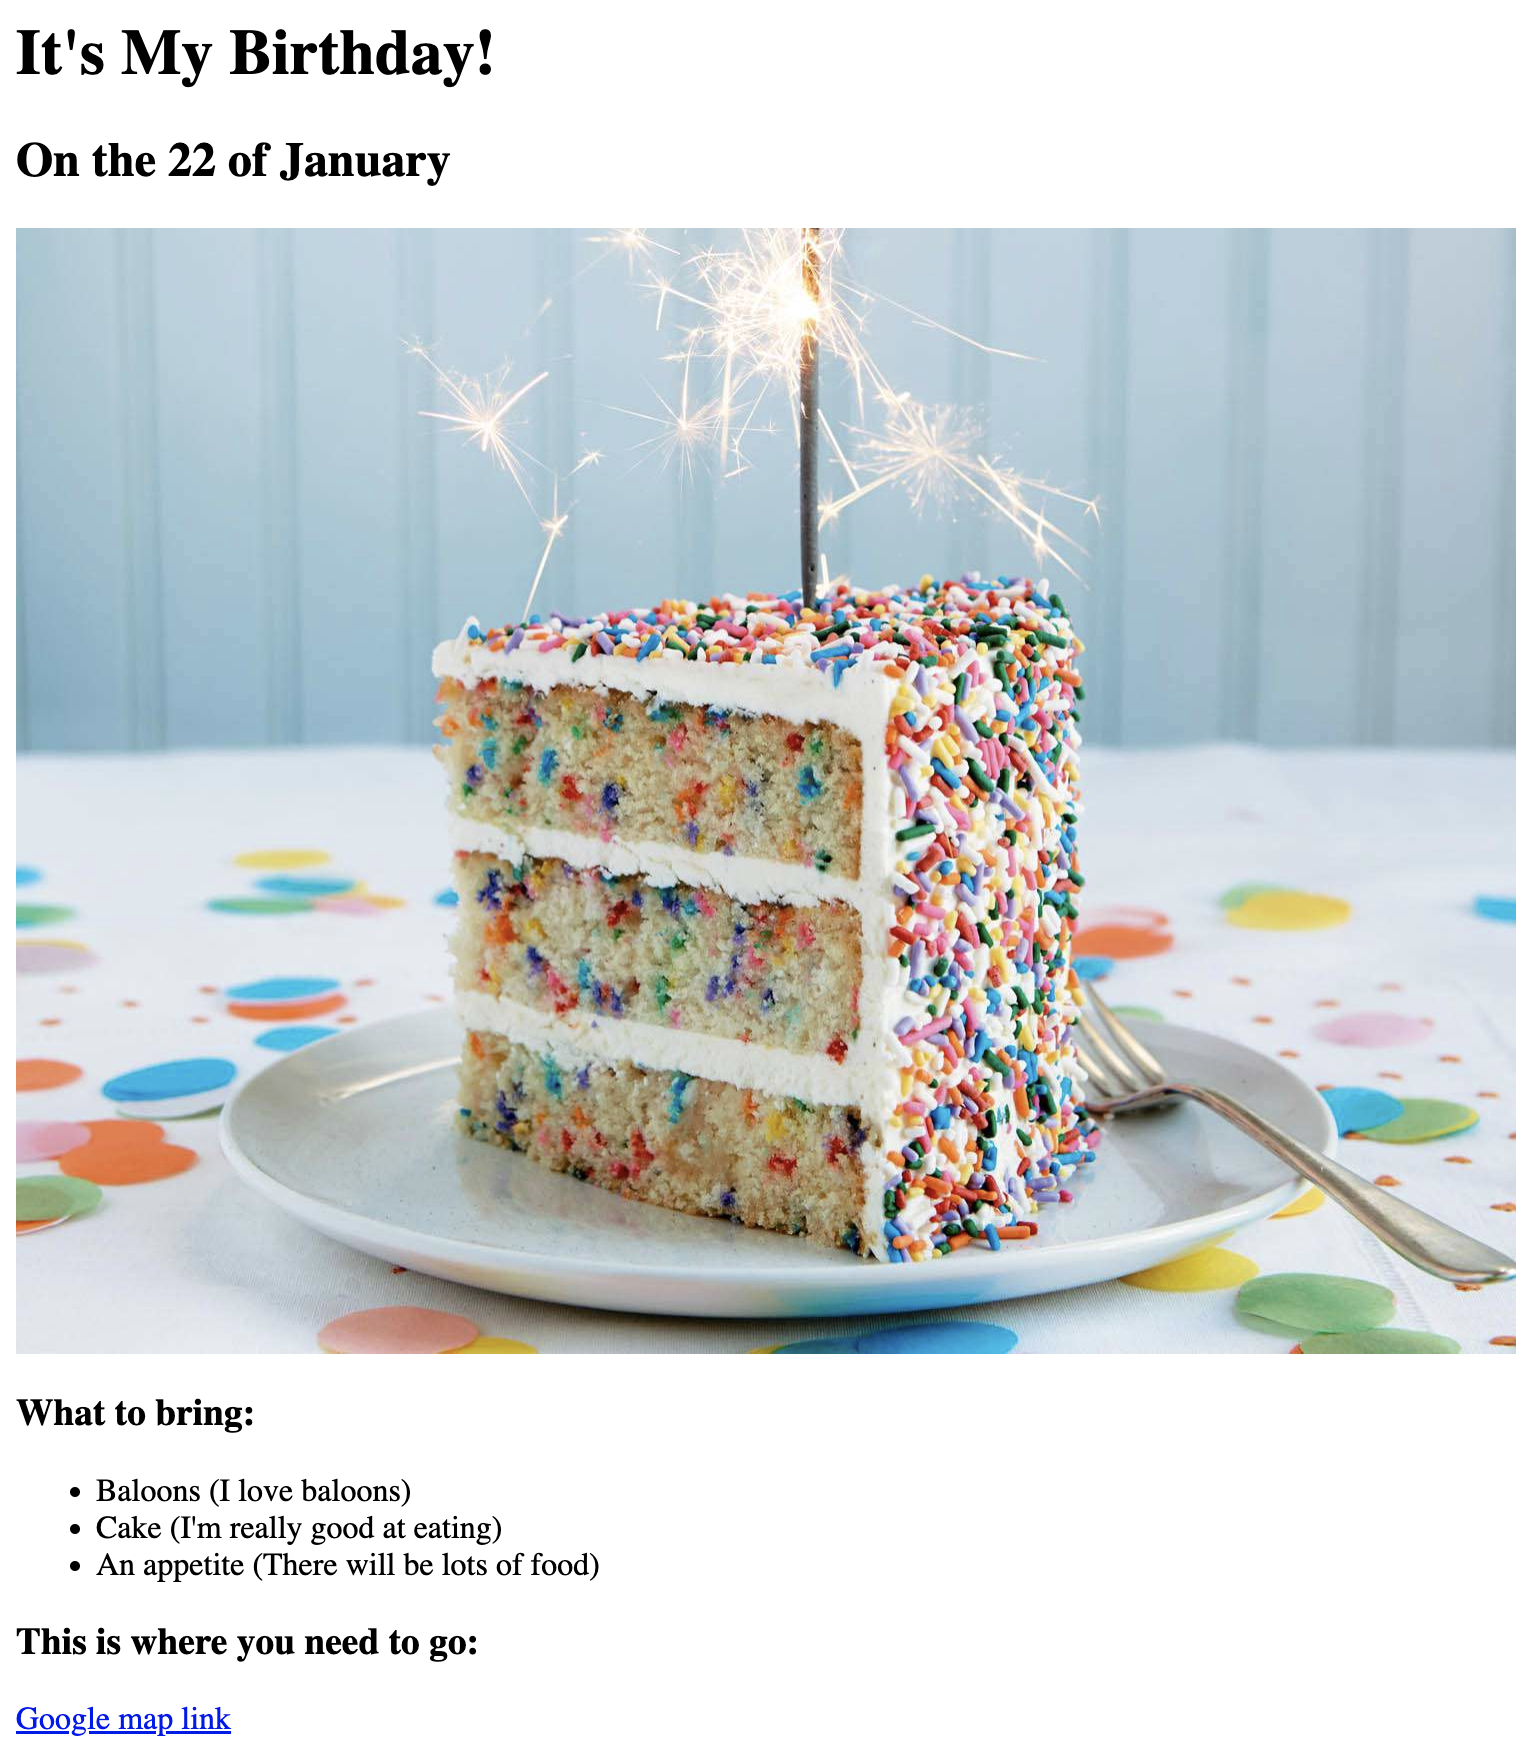 It's My Birthday!
On the 22 of January
What to bring:
Baloons (I love baloons)
Cake (I'm really good at eating)
An appetite (There will be lots of food)
This is where you need to go:
Google map link